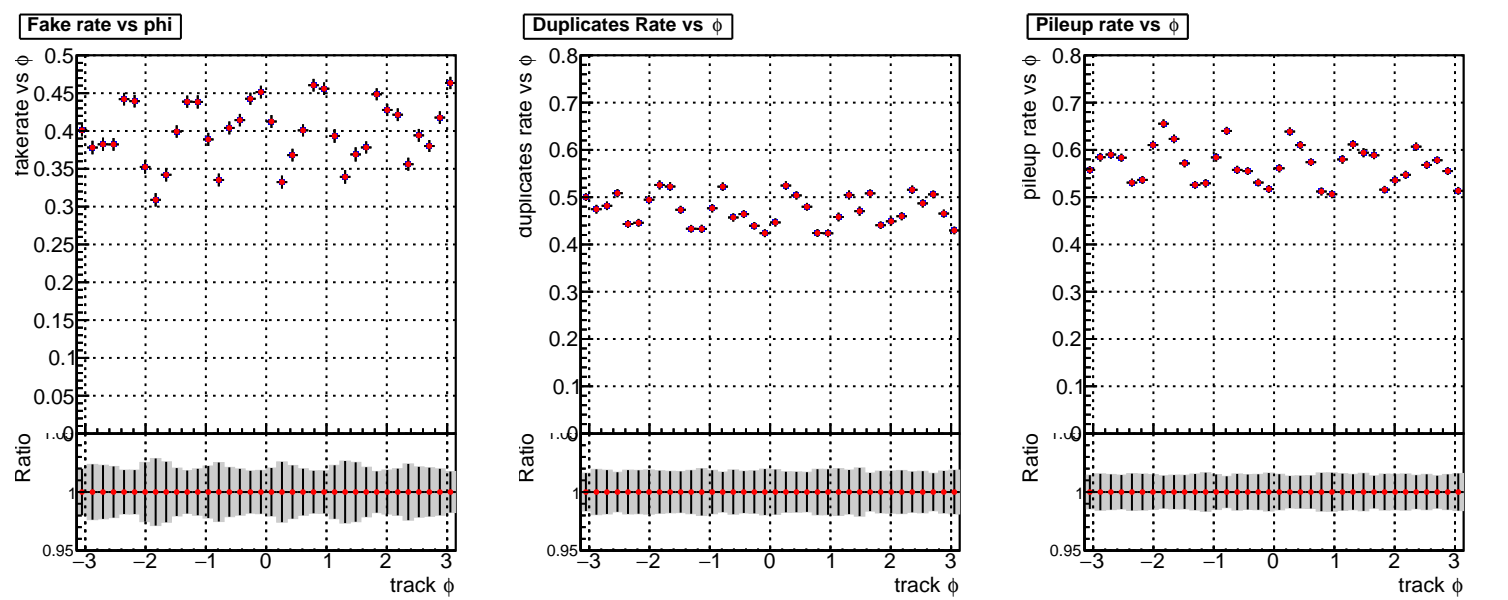 Fake rate vs phi
fakerate vs ϕ
0.5
0.45
0.4
0.35
0.3
0.25
0.2
0.15
0.1
0.05
0
Ratio
1
0.95
−3 −2 −1 0 1 2 3
track ϕ
Duplicates Rate vs ϕ
duplicates rate vs ϕ
0.8
0.7
0.6
0.5
0.4
0.3
0.2
0.1
0
Ratio
1
0.95
−3 −2 −1 0 1 2 3
track ϕ
Pileup rate vs ϕ
pileup rate vs ϕ
0.8
0.7
0.6
0.5
0.4
0.3
0.2
0.1
0
Ratio
1
0.95
−3 −2 −1 0 1 2 3
track ϕ